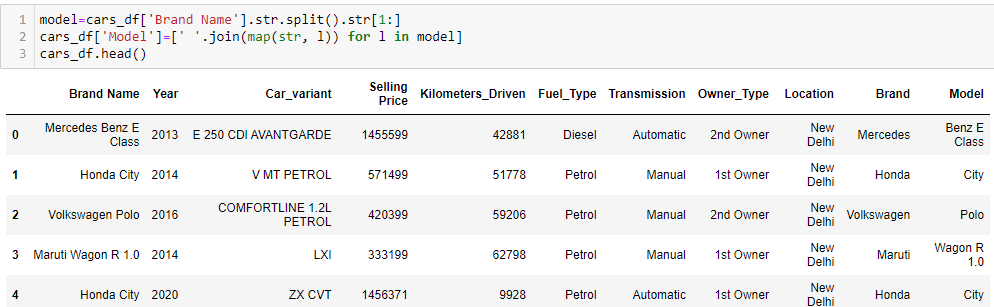 1 model=cars_df['Brand Name'].str.split().str[1:]
2 cars_df['Model']=[' '.join(map(str, l)) for l in model]
3 cars_df.head()
Brand Name Year Car_variant Selling Price Kilometers_Driven Fuel_Type Transmission Owner_Type Location Brand Model
0 Mercedes Benz E Class 2013 E 250 CDI AVANTGARDE 1455599 42881 Diesel Automatic 2nd Owner New Delhi Mercedes Benz E Class
1 Honda City 2014 V MT PETROL 571499 51778 Petrol Manual 1st Owner New Delhi Honda City
2 Volkswagen Polo 2016 COMFORTLINE 1.2L PETROL 420399 59206 Petrol Manual 2nd Owner New Delhi Volkswagen Polo
3 Maruti Wagon R 1.0 2014 LXI 333199 62798 Petrol Manual 1st Owner New Delhi Maruti Wagon R 1.0
4 Honda City 2020 ZX CVT 1456371 9928 Petrol Automatic 1st Owner New Delhi Honda City